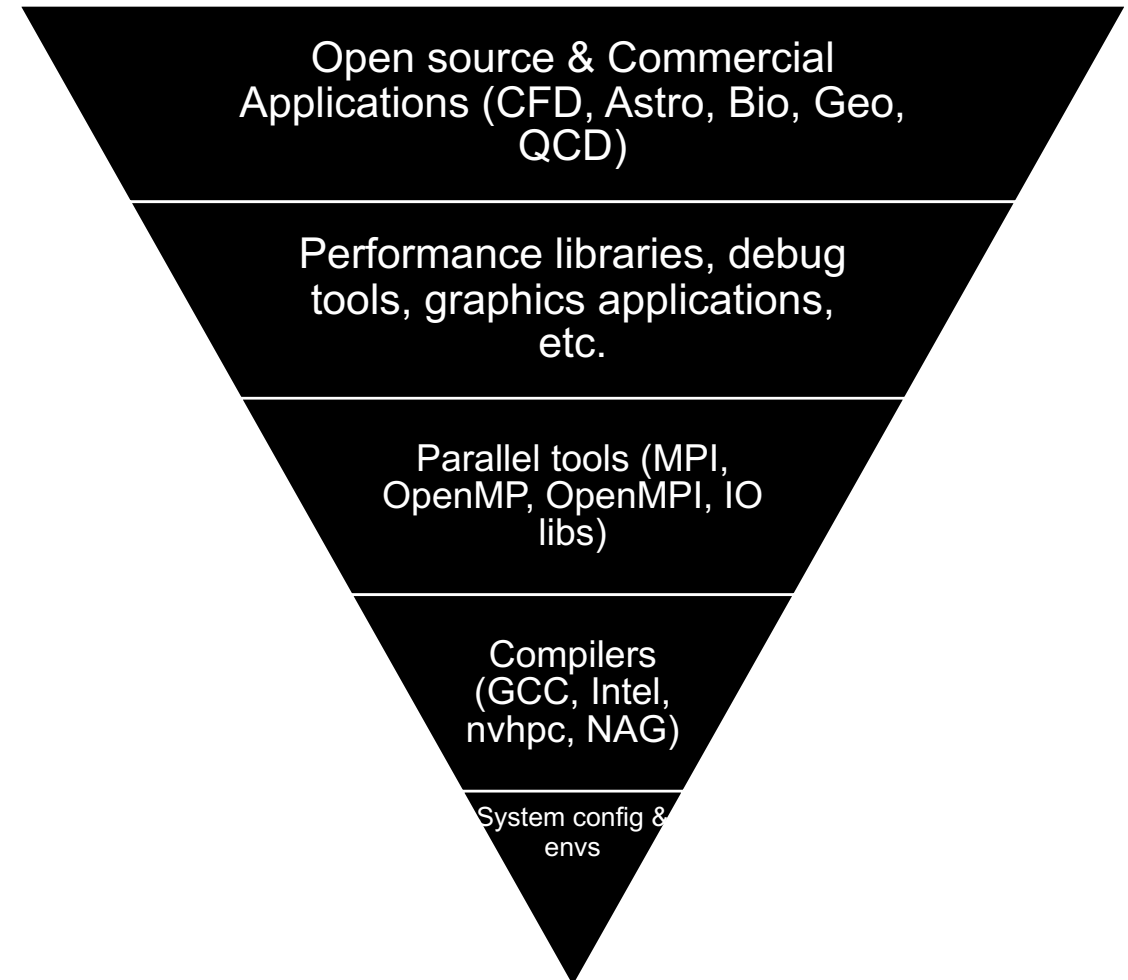 Open source & Commercial
Applications (CFD, Astro, Bio, Geo,
QCD)
Performance libraries, debug
tools, graphics applications,
etc.
Parallel tools (MPI,
OpenMP, OpenMPI, IO
libs)
Compilers
(GCC, Intel,
nvhpc, NAG)
System config &
envs